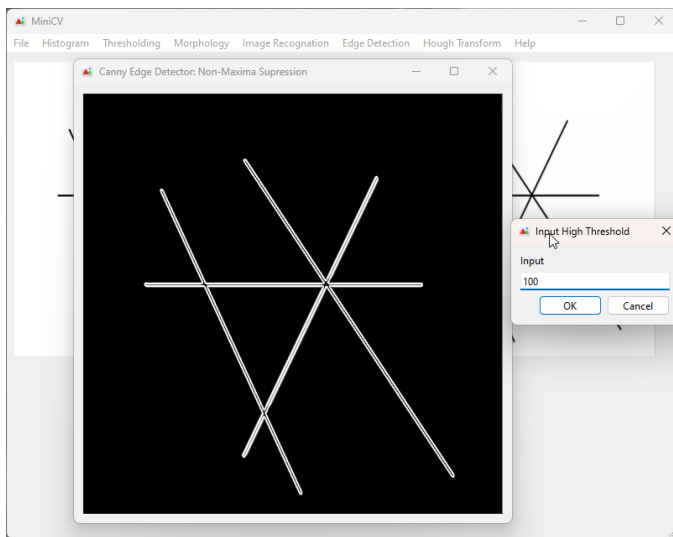 MiniCV
File Histogram Thresholding Morphology Image Recognation Edge Detection Hough Transform Help
Canny Edge Detector: Non-Maxima Supression
Input High Threshold
Input
100
OK Cancel